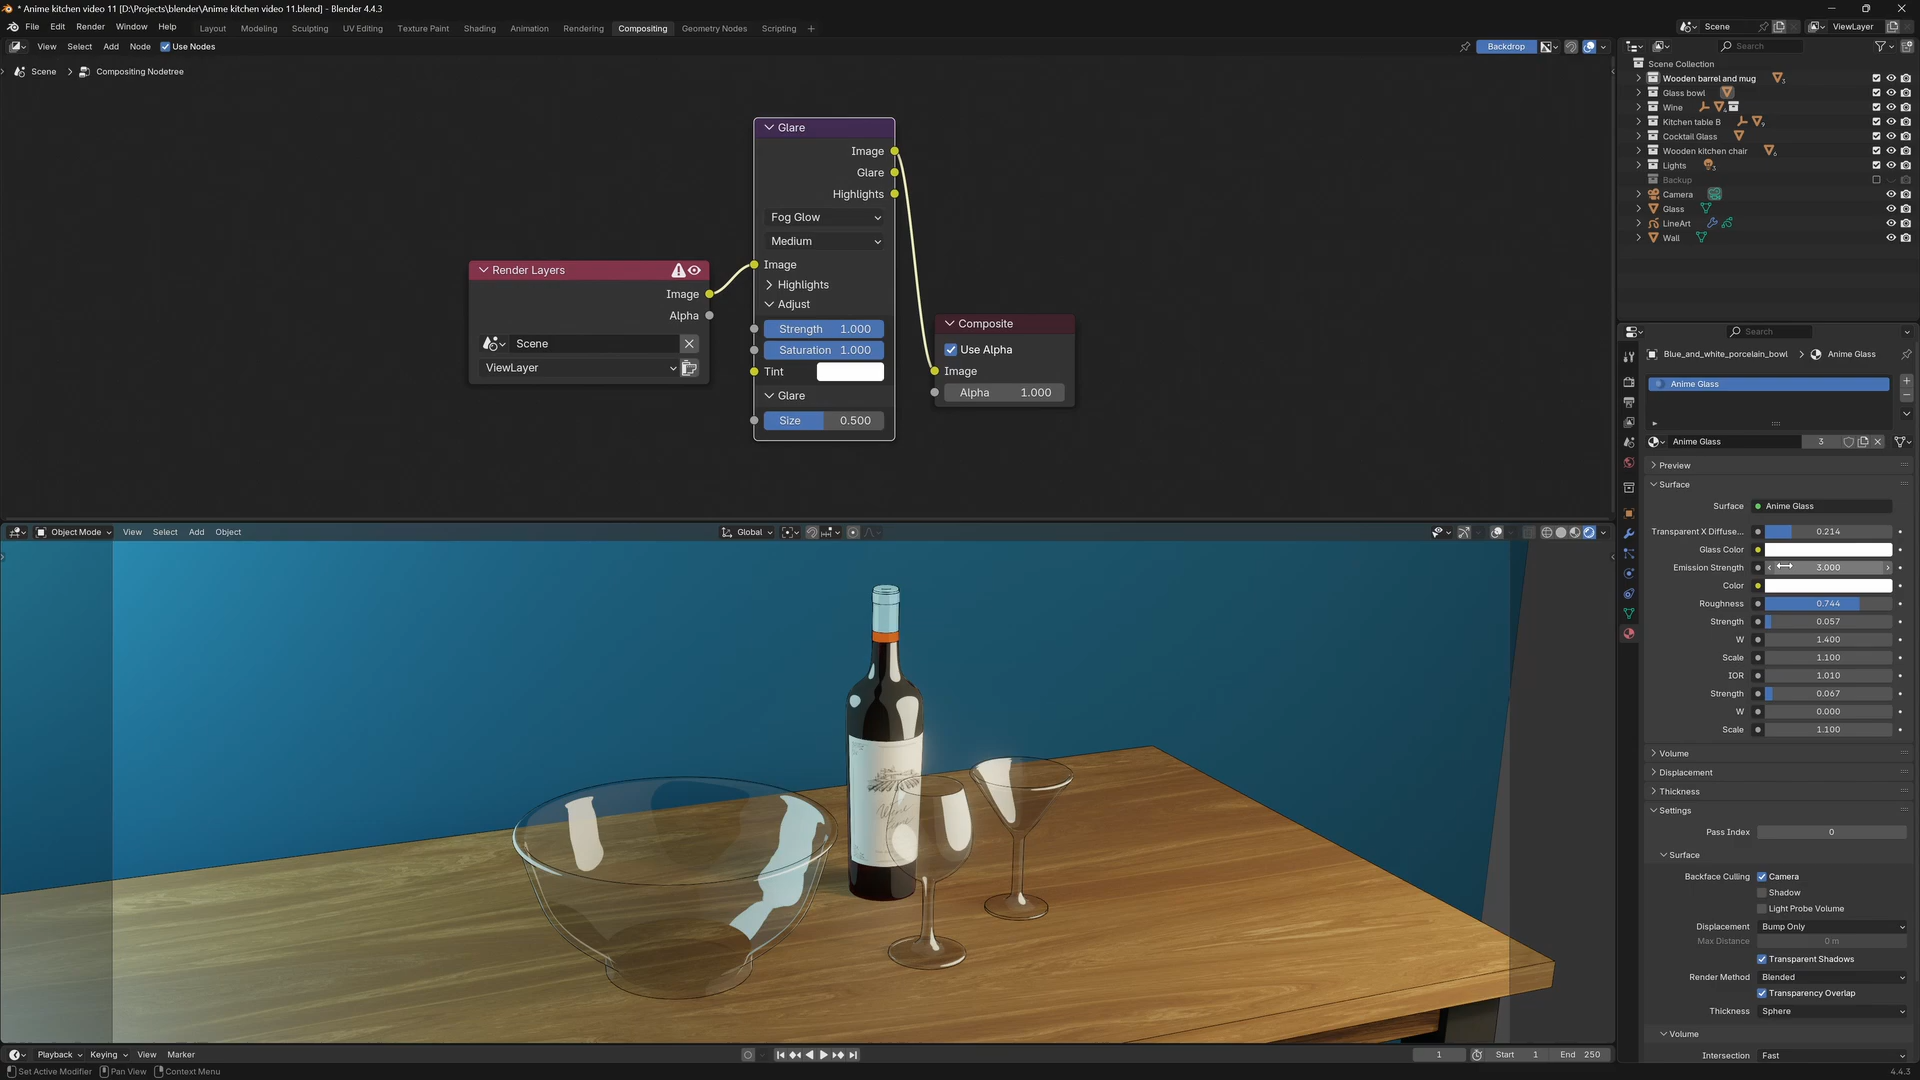 * Anime kitchen video 11 [D:\Projects\blender\Anime kitchen video 11.blend] - Blender 4.4.3
File Edit Render Window Help Layout Modeling Sculpting UV Editing Texture Paint Shading Animation Rendering Compositing Geometry Nodes Scripting + Scene ViewLayer
View Select Add Node Use Nodes Backdrop Search
Scene > Compositing Nodetree
Scene Collection
Wooden barrel and mug 3
Glass bowl
Wine
Kitchen table B
Cocktail Glass
Wooden kitchen chair
Lights 3
Backup
Camera
Glass
LineArt
Wall
Glare
Image
Glare
Highlights
Fog Glow
Medium
Image
Highlights
Adjust
Strength 1.000
Saturation 1.000
Tint
Glare
Size 0.500
Render Layers
Image
Alpha
Scene
ViewLayer
Composite
Use Alpha
Image
Alpha 1.000
Search
Blue_and_white_porcelain_bowl > Anime Glass
Anime Glass
Anime Glass 3
Preview
Surface
Surface Anime Glass
Transparent X Diffuse... 0.214
Glass Color
Emission Strength 3.000
Color
Roughness 0.744
Strength 0.057
W 1.400
Scale 1.100
IOR 1.010
Strength 0.067
W 0.000
Scale 1.100
Volume
Displacement
Thickness
Settings
Pass Index 0
Surface
Backface Culling Camera
Shadow
Light Probe Volume
Displacement Bump Only
Max Distance 0 m
Transparent Shadows
Render Method Blended
Transparency Overlap
Thickness Sphere
Volume
Intersection Fast
Object Mode View Select Add Object Global
Wine
Playback Keying View Marker 1 Start 1 End 250
Set Active Modifier Pan View Context Menu 4.4.3